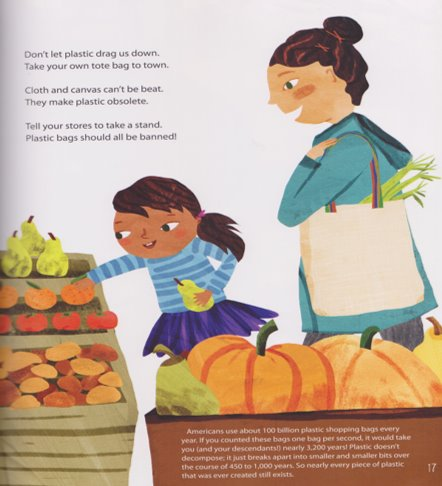 Don't let plastic drag us down.
Take your own tote bag to town.
Cloth and canvas can't be beat.
They make plastic obsolete.
Tell your stores to take a stand.
Plastic bags should all be banned!
Americans use about 100 billion plastic shopping bags every
year. If you counted these bags one bag per second, it would take
you (and your descendants!) nearly 3,200 years! Plastic doesn't
decompose; it just breaks apart into smaller and smaller bits over
the course of 450 to 1,000 years. So nearly every piece of plastic
that was ever created still exists.
17